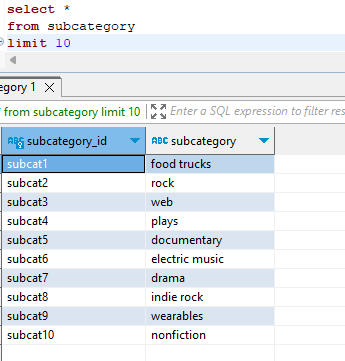 select *
from subcategory
limit 10
egory 1
from subcategory limit 10 Enter a SQL expression to filter res
ABC subcategory_id ABC subcategory
subcat1 food trucks
subcat2 rock
subcat3 web
subcat4 plays
subcat5 documentary
subcat6 electric music
subcat7 drama
subcat8 indie rock
subcat9 wearables
subcat10 nonfiction